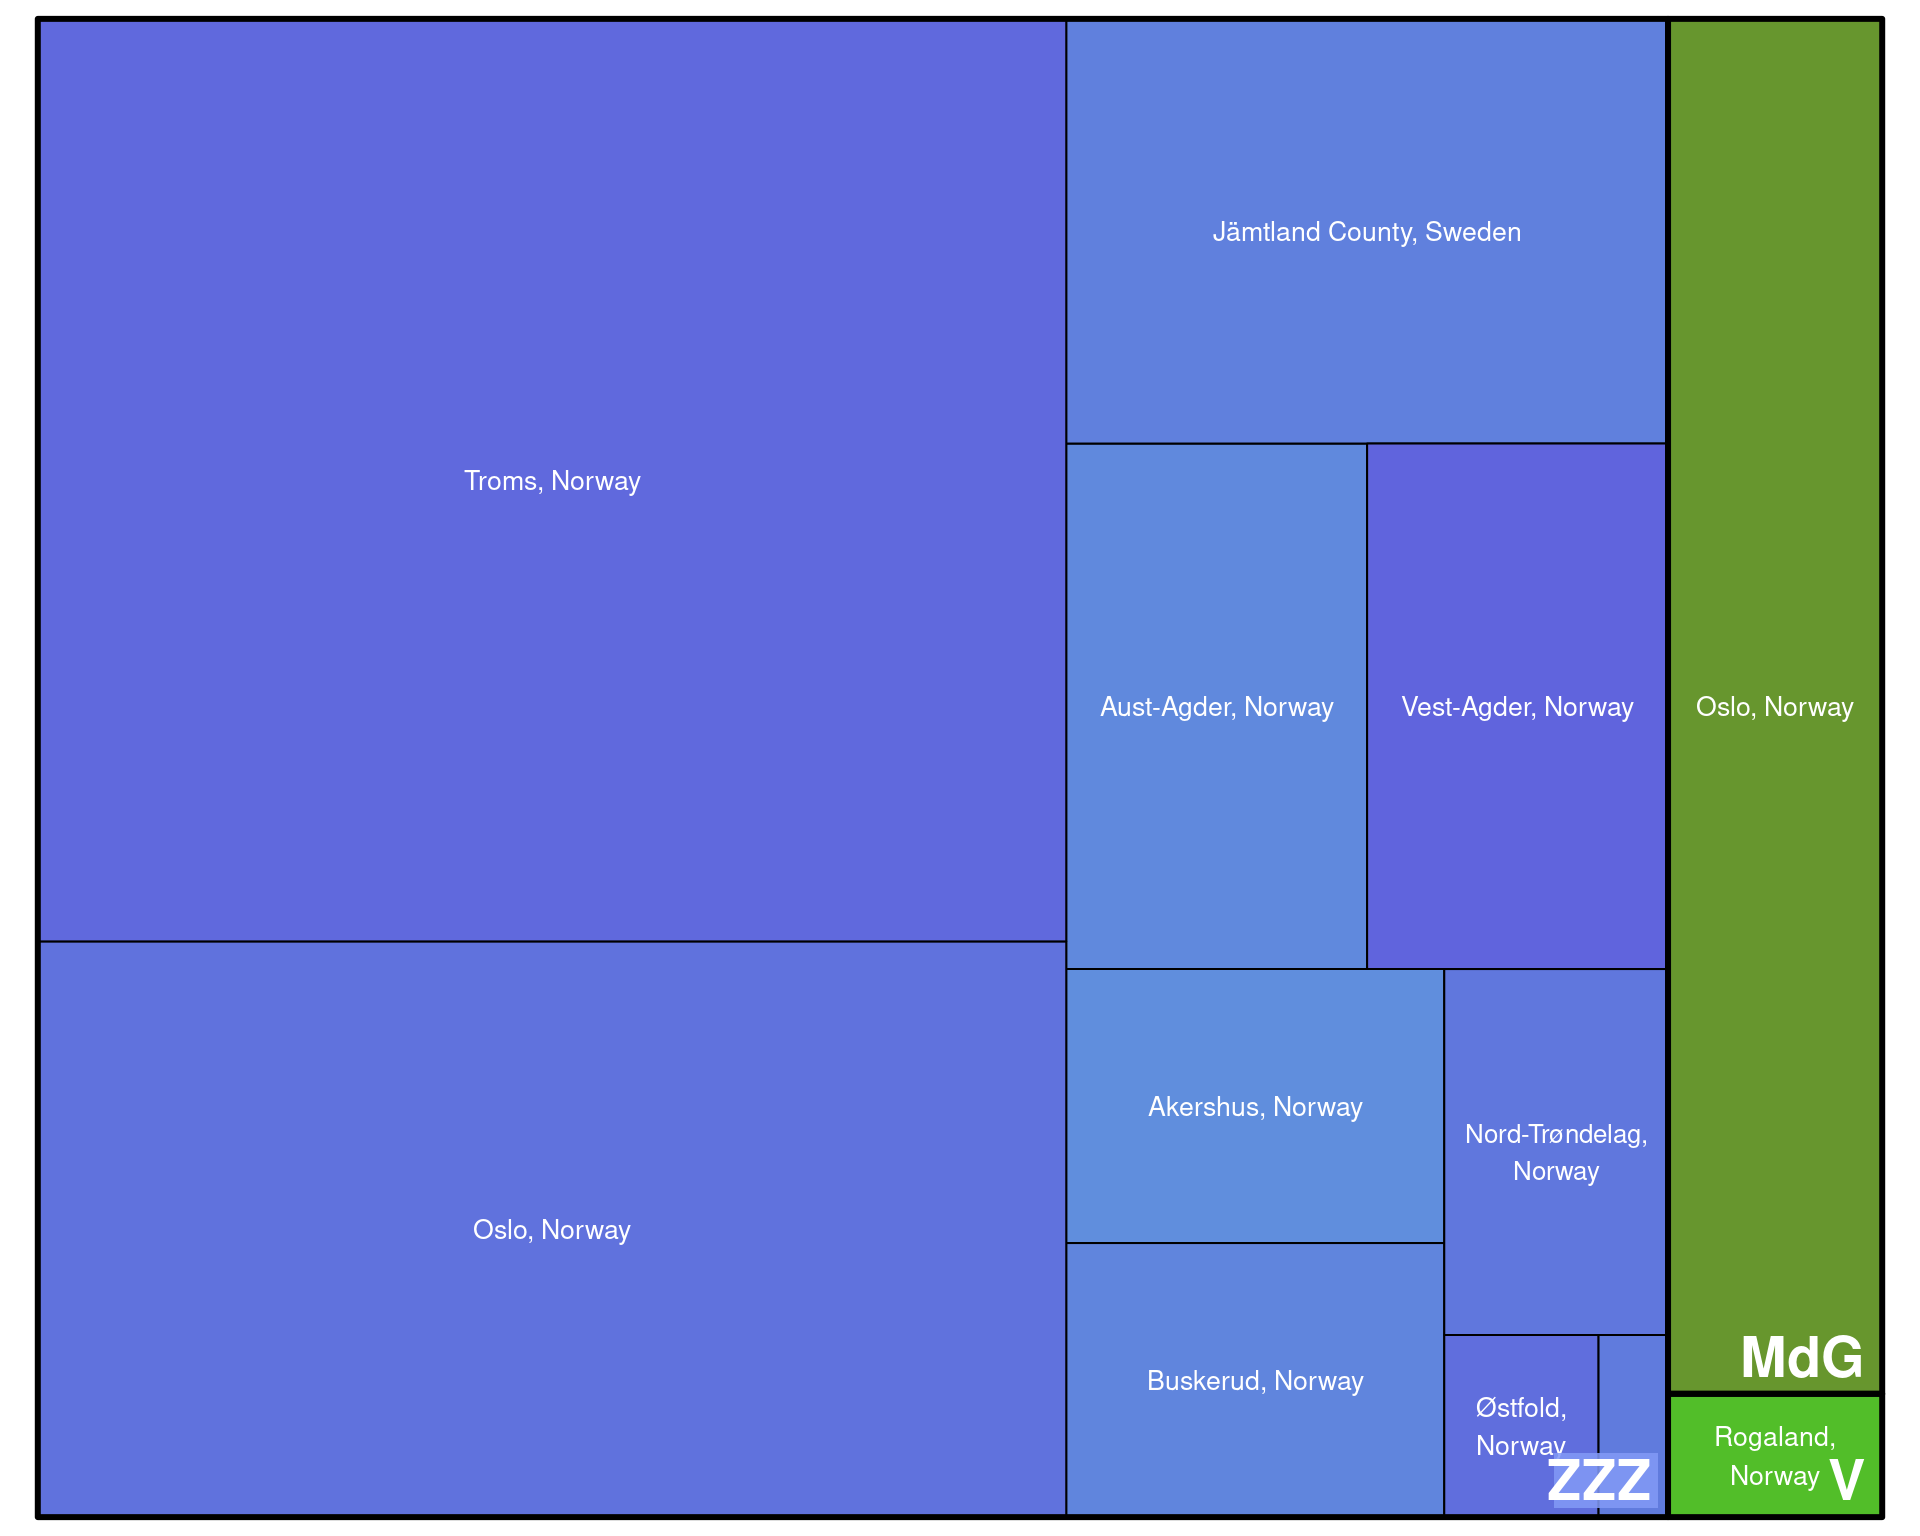 Troms, Norway
Oslo, Norway
Jämtland County, Sweden
Aust-Agder, Norway
Vest-Agder, Norway
Akershus, Norway
Nord-Trøndelag,
Norway
Buskerud, Norway
Østfold,
Norway
ZZZ
Oslo, Norway
MdG
Rogaland,
Norway
V